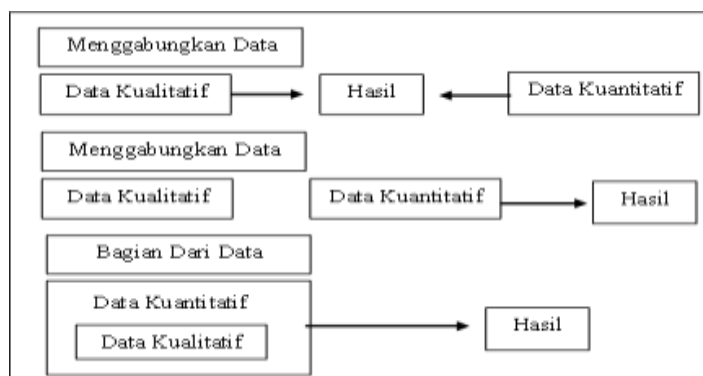 Menggabungkan Data
Data Kualitatif
Hasil
Data Kuantitatif
Menggabungkan Data
Data Kualitatif
Data Kuantitatif
Hasil
Bagian Dari Data
Data Kuantitatif
Data Kualitatif
Hasil